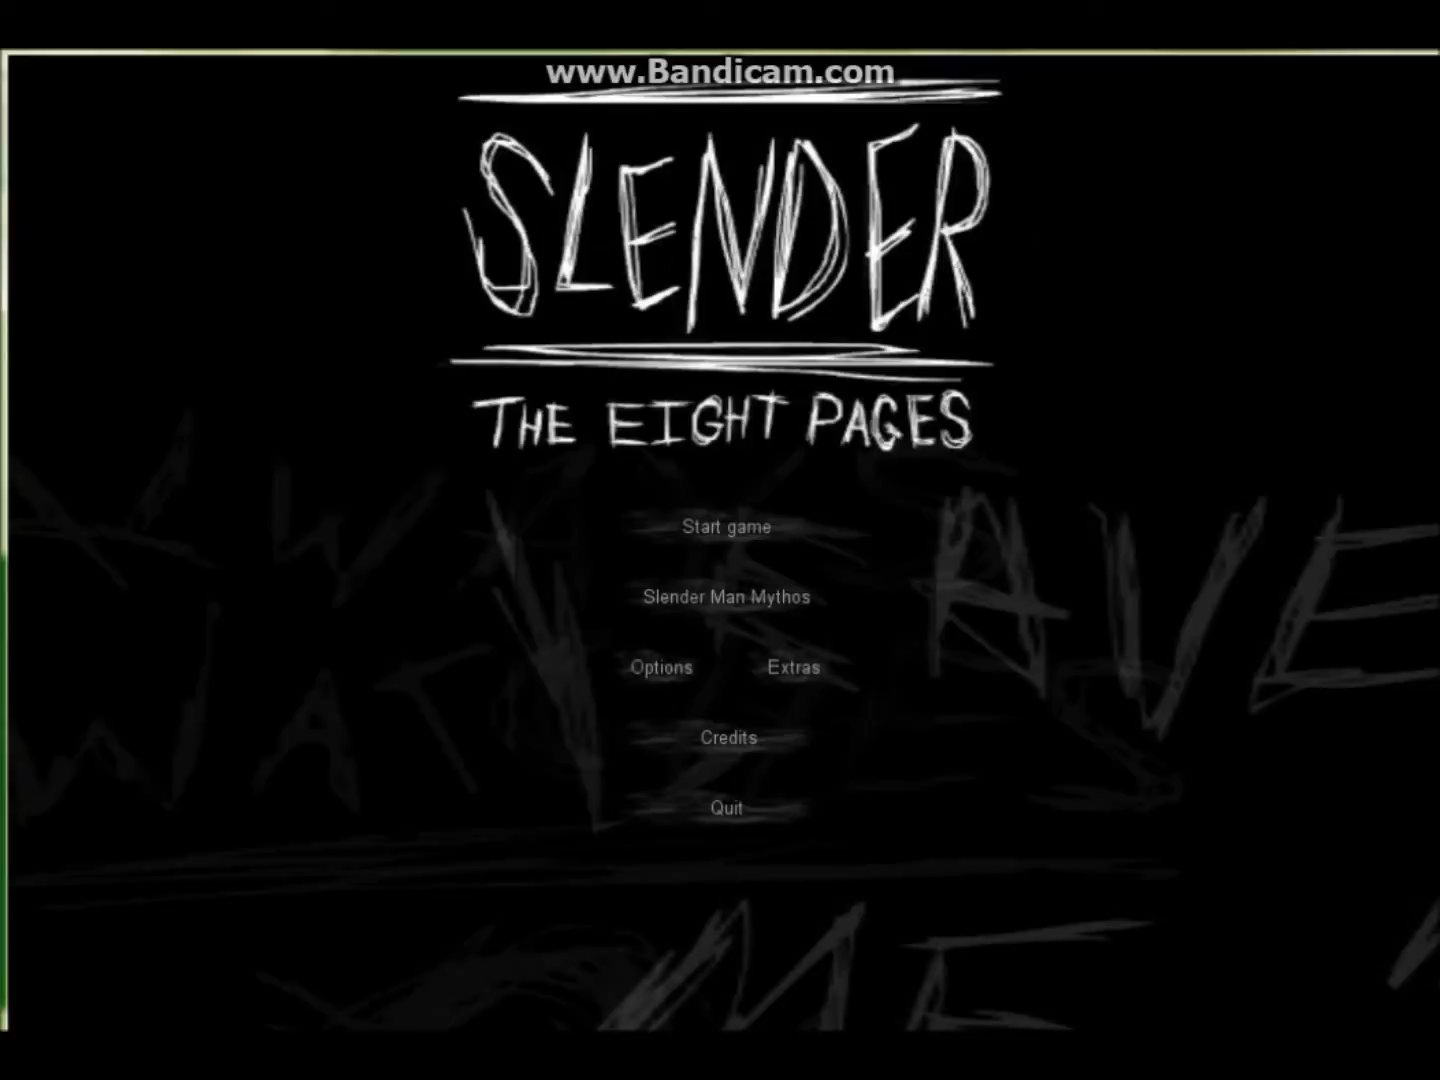 www.Bandicam.com
SLENDER
THE EIGHT PAGES
Start game
Slender Man Mythos
Options Extras
Credits
Quit